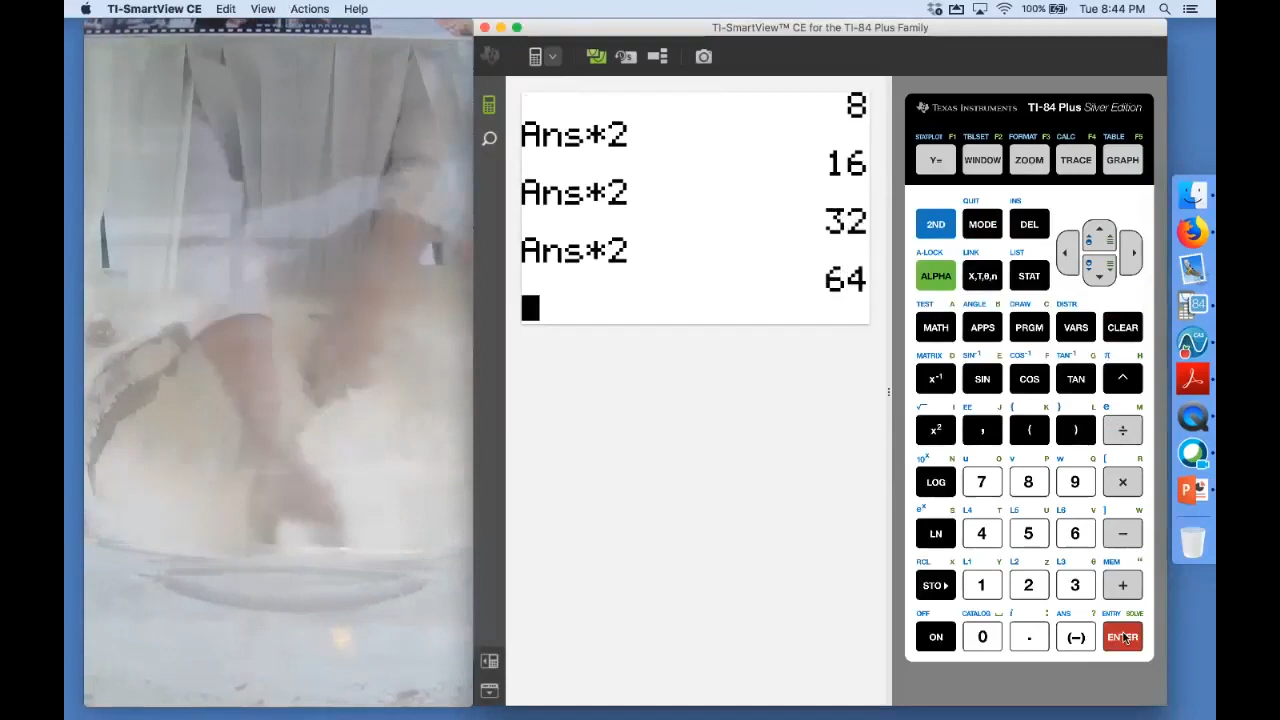 TI-SmartView CE Edit View Actions Help
100% Tue 8:44 PM
TI-SmartView™ CE for the TI-84 Plus Family
8
Ans*2
16
Ans*2
32
Ans*2
64
TEXAS INSTRUMENTS TI-84 Plus Silver Edition
STATPLOT F1 TBLSET F2 FORMAT F3 CALC F4 TABLE F5
Y= WINDOW ZOOM TRACE GRAPH
QUIT INS
2ND MODE DEL
A-LOCK LINK LIST
ALPHA X,T,θ,n STAT
TEST A ANGLE B DRAW C DISTR
MATH APPS PRGM VARS CLEAR
MATRIX D SIN⁻¹ E COS⁻¹ F TAN⁻¹ G π H
x⁻¹ SIN COS TAN ^
√ I EE J { K } L e M
x² , ( ) ÷
10ˣ N u O v P w Q [ R
LOG 7 8 9 ×
eˣ S L4 T L5 U L6 V ] W
LN 4 5 6 −
RCL X L1 Y L2 Z L3 θ MEM "
STO▶ 1 2 3 +
OFF CATALOG i : ANS ? ENTRY SOLVE
ON 0 . (−) ENTER
84
CAS